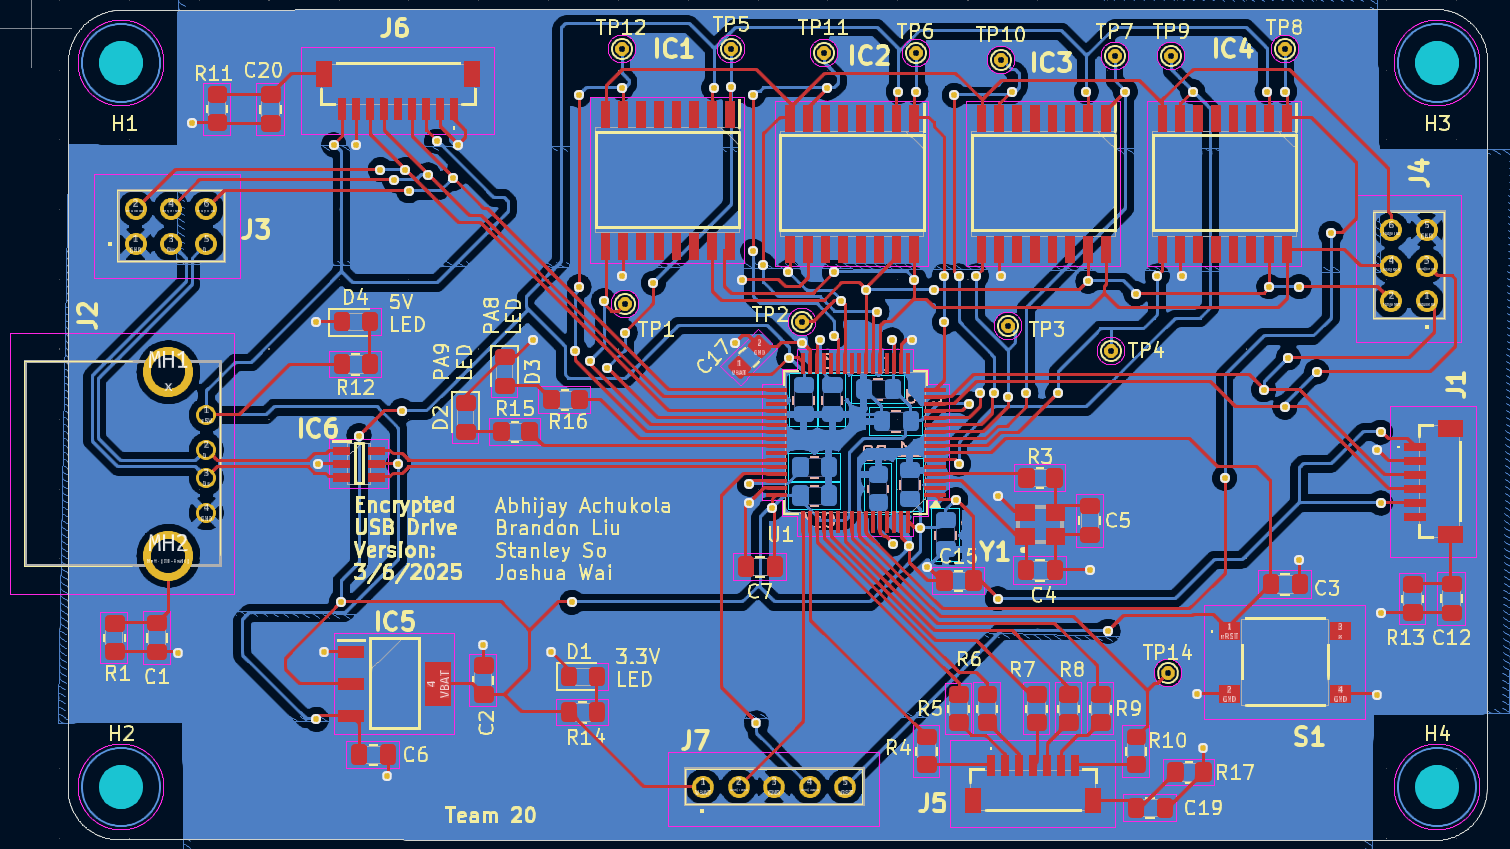 J6
TP12
TP5
TP11
TP6
TP10
TP7
TP9
TP8
IC1
IC2
IC3
IC4
R11
C20
H1
H3
J3
J4
J2
D4
5V
LED
R12
PA8
LED
PA9
LED
D3
D2
R15
R16
TP1
TP2
TP3
TP4
C17
J1
MH1
MH2
IC6
Encrypted
USB Drive
Version:
3/6/2025
Abhijay Achukola
Brandon Liu
Stanley So
Joshua Wai
U1
C7
R3
C5
Y1
C15
C4
C3
R13
C12
R1
C1
IC5
4
VBAT
C2
C6
D1
3.3V
LED
R14
TP14
R6
R7
R8
R5
R9
R4
R10
R17
C19
S1
H2
H4
J7
J5
Team 20